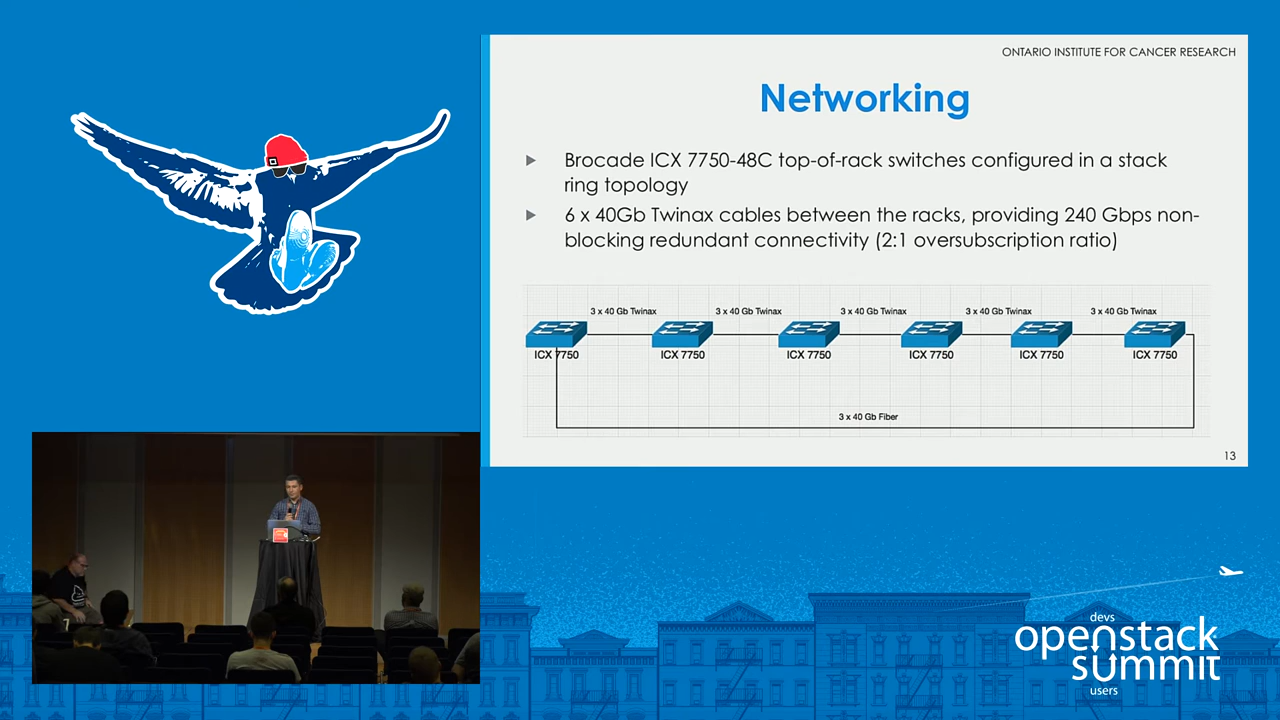 ONTARIO INSTITUTE FOR CANCER RESEARCH
Networking
Brocade ICX 7750-48C top-of-rack switches configured in a stack
ring topology
6 x 40Gb Twinax cables between the racks, providing 240 Gbps non-
blocking redundant connectivity (2:1 oversubscription ratio)
3 x 40 Gb Twinax 3 x 40 Gb Twinax 3 x 40 Gb Twinax 3 x 40 Gb Twinax 3 x 40 Gb Twinax
ICX 7750 ICX 7750 ICX 7750 ICX 7750 ICX 7750 ICX 7750
3 x 40 Gb Fiber
13
devs
openstack
summit
users